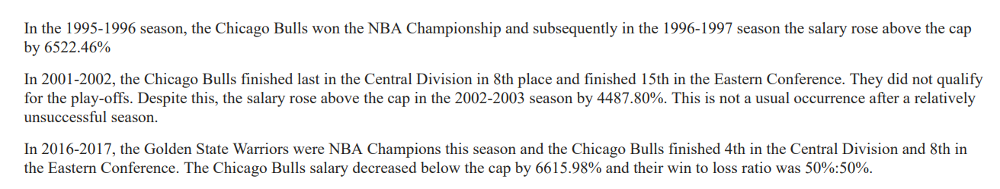 In the 1995-1996 season, the Chicago Bulls won the NBA Championship and subsequently in the 1996-1997 season the salary rose above the cap
by 6522.46%
In 2001-2002, the Chicago Bulls finished last in the Central Division in 8th place and finished 15th in the Eastern Conference. They did not qualify
for the play-offs. Despite this, the salary rose above the cap in the 2002-2003 season by 4487.80%. This is not a usual occurrence after a relatively
unsuccessful season.
In 2016-2017, the Golden State Warriors were NBA Champions this season and the Chicago Bulls finished 4th in the Central Division and 8th in
the Eastern Conference. The Chicago Bulls salary decreased below the cap by 6615.98% and their win to loss ratio was 50%:50%.